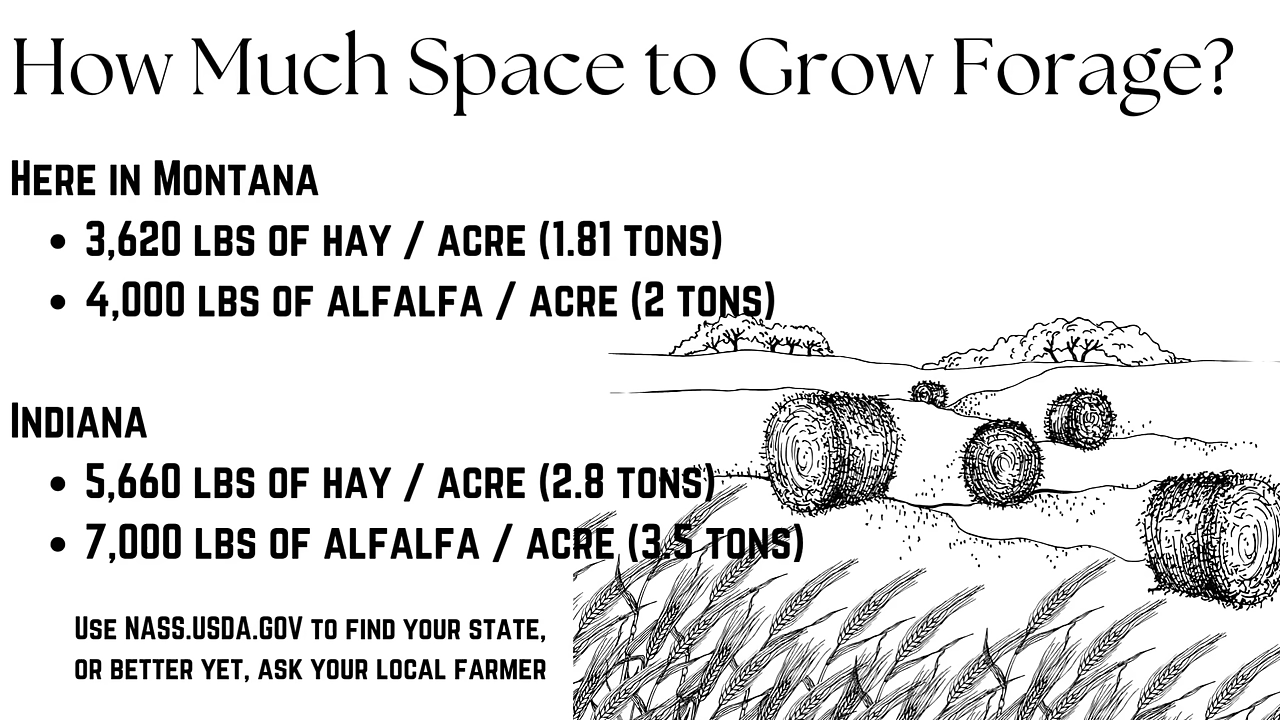 How Much Space to Grow Forage?
Here in Montana
• 3,620 lbs of hay / acre (1.81 tons)
• 4,000 lbs of alfalfa / acre (2 tons)
Indiana
• 5,660 lbs of hay / acre (2.8 tons)
• 7,000 lbs of alfalfa / acre (3.5 tons)
Use NASS.USDA.GOV to find your state,
or better yet, ask your local farmer